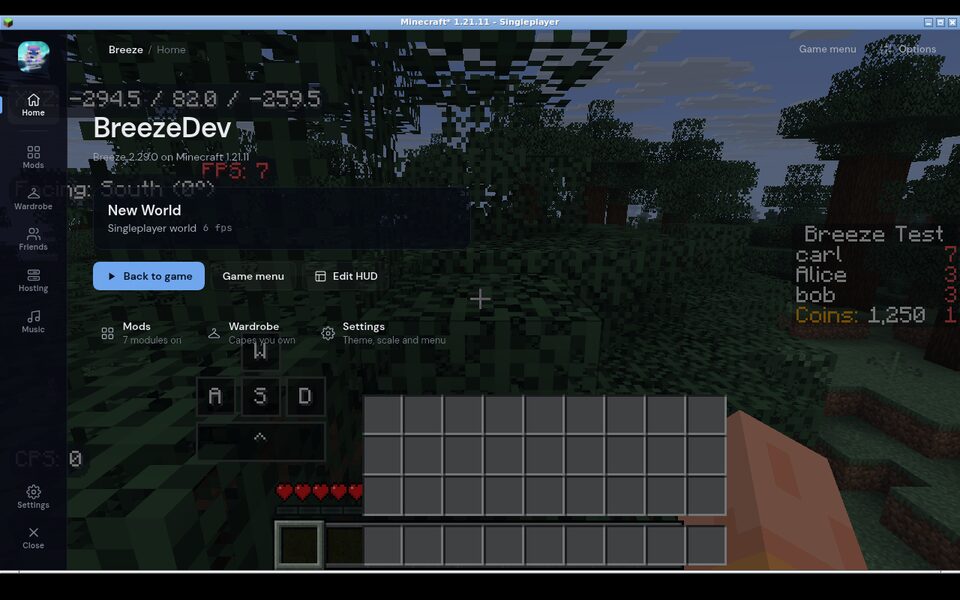 Minecraft* 1.21.11 - Singleplayer
Breeze / Home
Game menu
Options
-294.5 / 82.0 / -259.5
Home
BreezeDev
Breeze 2.29.0 on Minecraft 1.21.11
FPS: 7
Mods
Facing: South (0°)
Wardrobe
New World
Singleplayer world 6 fps
Friends
Breeze Test
carl 7
Alice 3
bob 3
Coins: 1,250 1
Back to game
Game menu
Edit HUD
Hosting
Music
Mods
7 modules on
Wardrobe
Capes you own
Settings
Theme, scale and menu
W
A
S
D
^
CPS: 0
Settings
Close